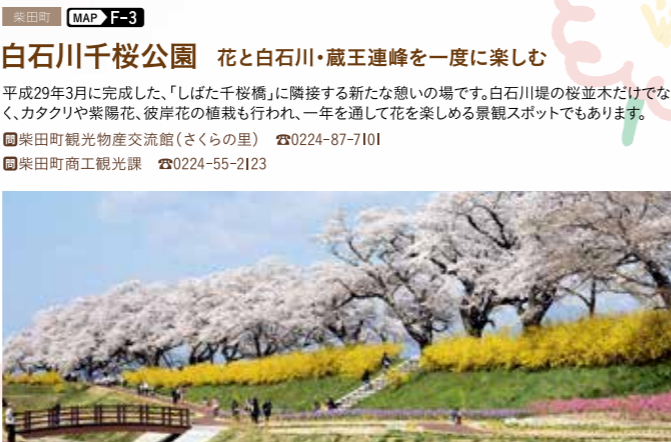 柴田町 MAP F-3
白石川千桜公園 花と白石川・蔵王連峰を一度に楽しむ
平成29年3月に完成した、「しばた千桜橋」に隣接する新たな憩いの場です。白石川堤の桜並木だけでな
く、カタクリや紫陽花、彼岸花の植栽も行われ、一年を通して花を楽しめる景観スポットでもあります。
問柴田町観光物産交流館(さくらの里) ☎0224-87-7101
問柴田町商工観光課 ☎0224-55-2123